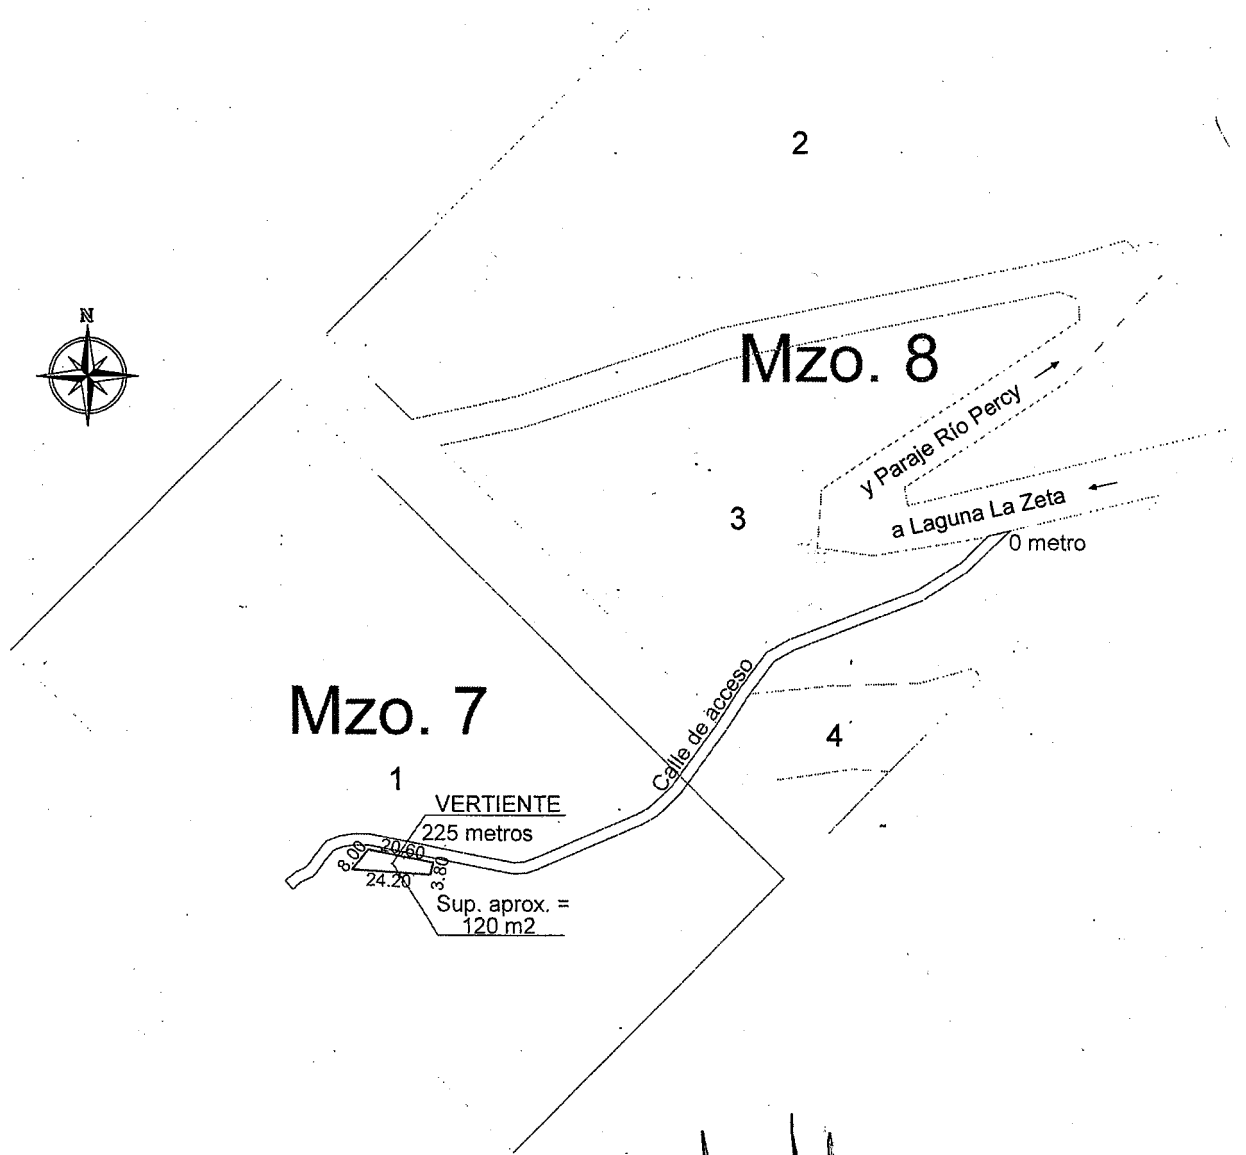 2
N
Mzo. 8
y Paraje Río Percy
a Laguna La Zeta
3
0 metro
Calle de acceso
Mzo. 7
4
1
VERTIENTE
225 metros
20.60
8.00
3.80
24.20
Sup. aprox. =
120 m2